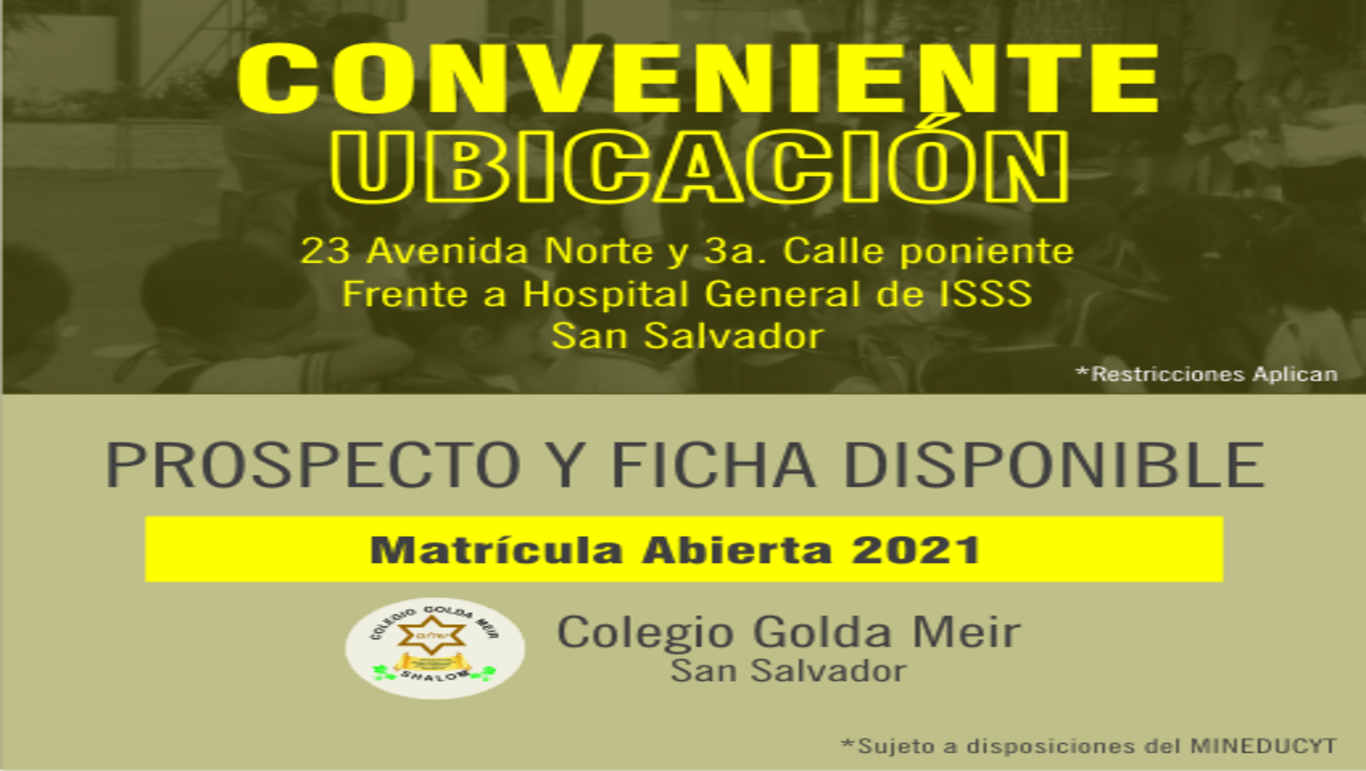 CONVENIENTE
UBICACIÓN
23 Avenida Norte y 3a. Calle poniente
Frente a Hospital General de ISSS
San Salvador
*Restricciones Aplican
PROSPECTO Y FICHA DISPONIBLE
Matrícula Abierta 2021
COLEGIO GOLDA MEIR
SHALOM
Colegio Golda Meir
San Salvador
*Sujeto a disposiciones del MINEDUCYT